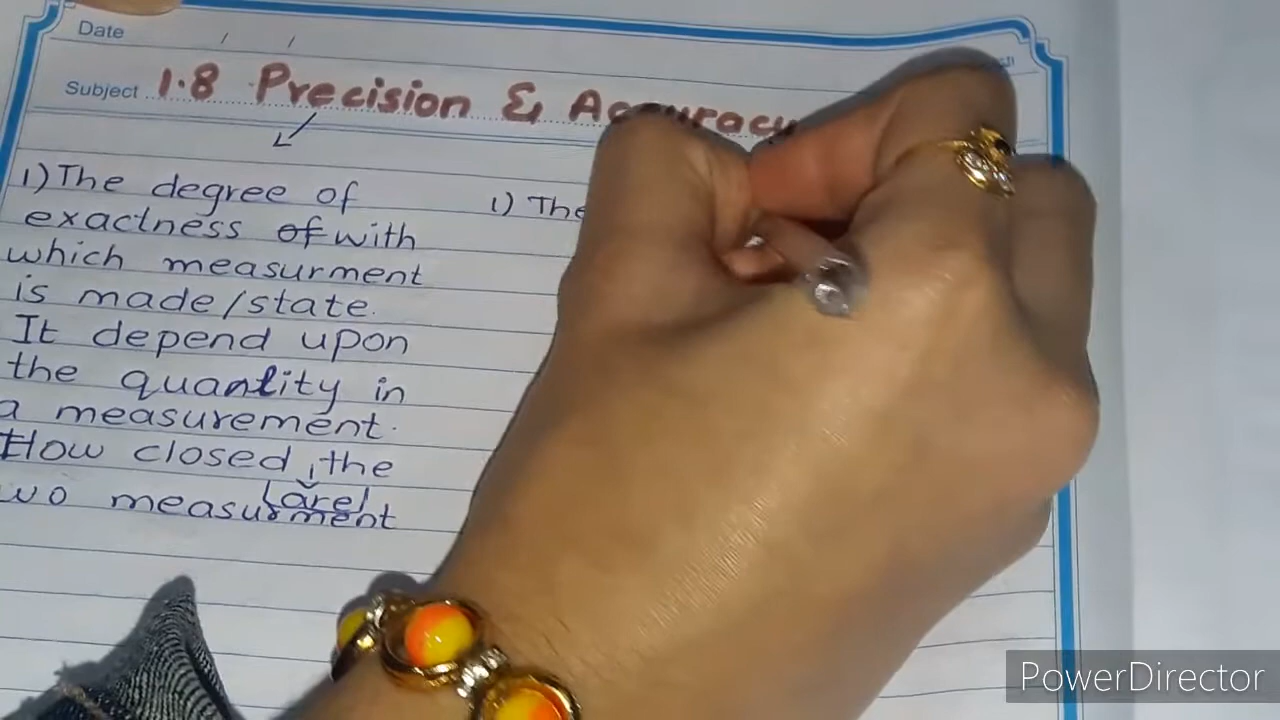 Date / /
Subject 1.8 Precision & Accuracy
1) The degree of
exactness of with
which measurment
is made/state.
It depend upon
the quantity in
a measurement.
How closed the
are
wo measurment
1) The
PowerDirector